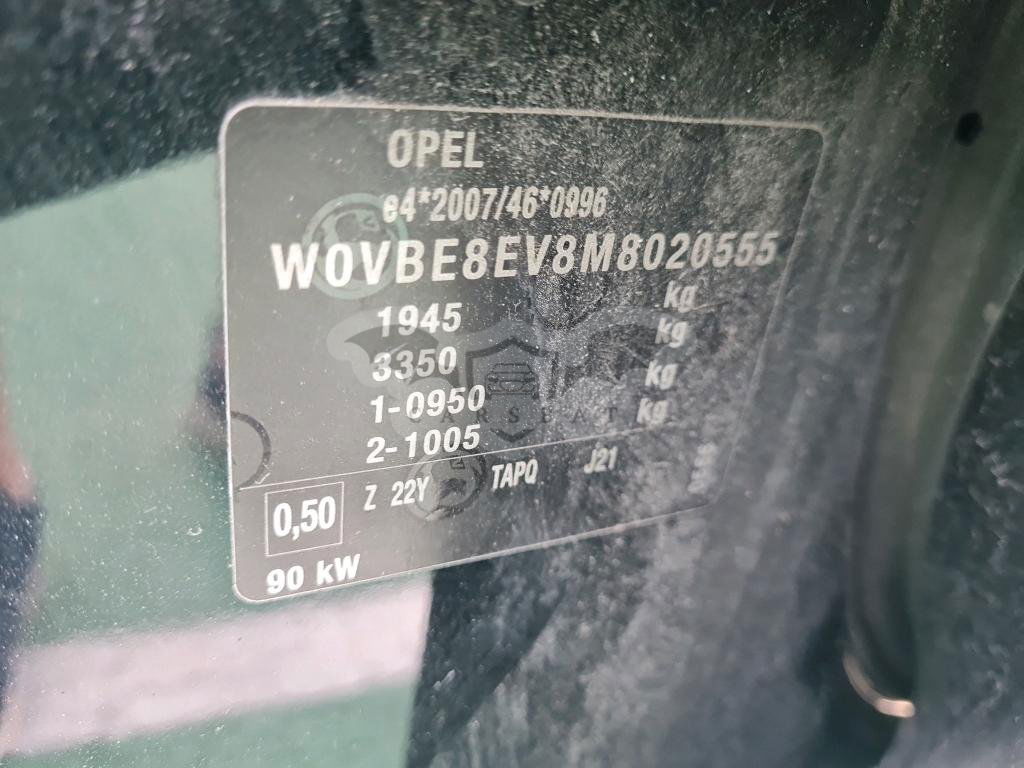 OPEL
e4*2007/46*0996
W0VBE8EV8M8020555
1945 kg
3350 kg
1-0950 kg
2-1005 kg
0,50 Z 22Y TAPQ J21
90 kW
CARSEAT